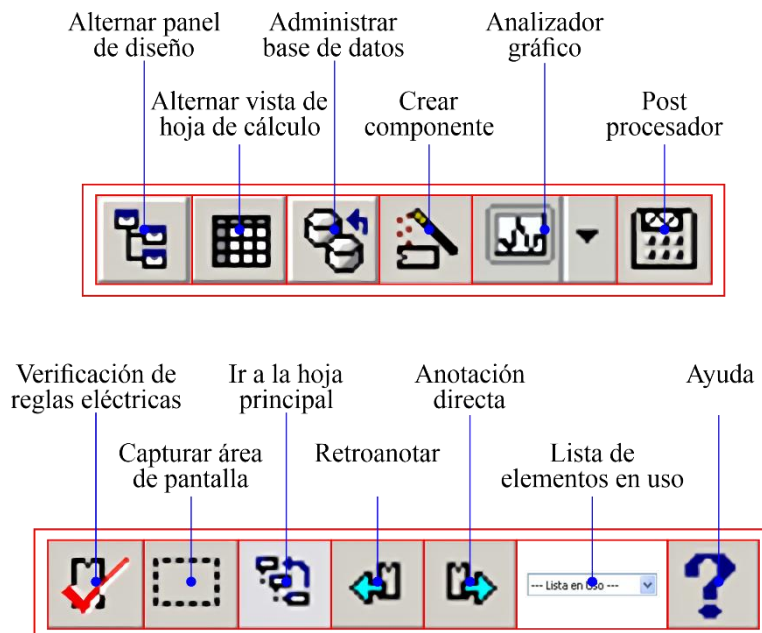 Alternar panel
de diseño
Administrar
base de datos
Analizador
gráfico
Alternar vista de
hoja de cálculo
Crear
componente
Post
procesador
Verificación de
reglas eléctricas
Ir a la hoja
principal
Anotación
directa
Ayuda
Capturar área
de pantalla
Retroanotar
Lista de
elementos en uso
--- Lista en Uso ---